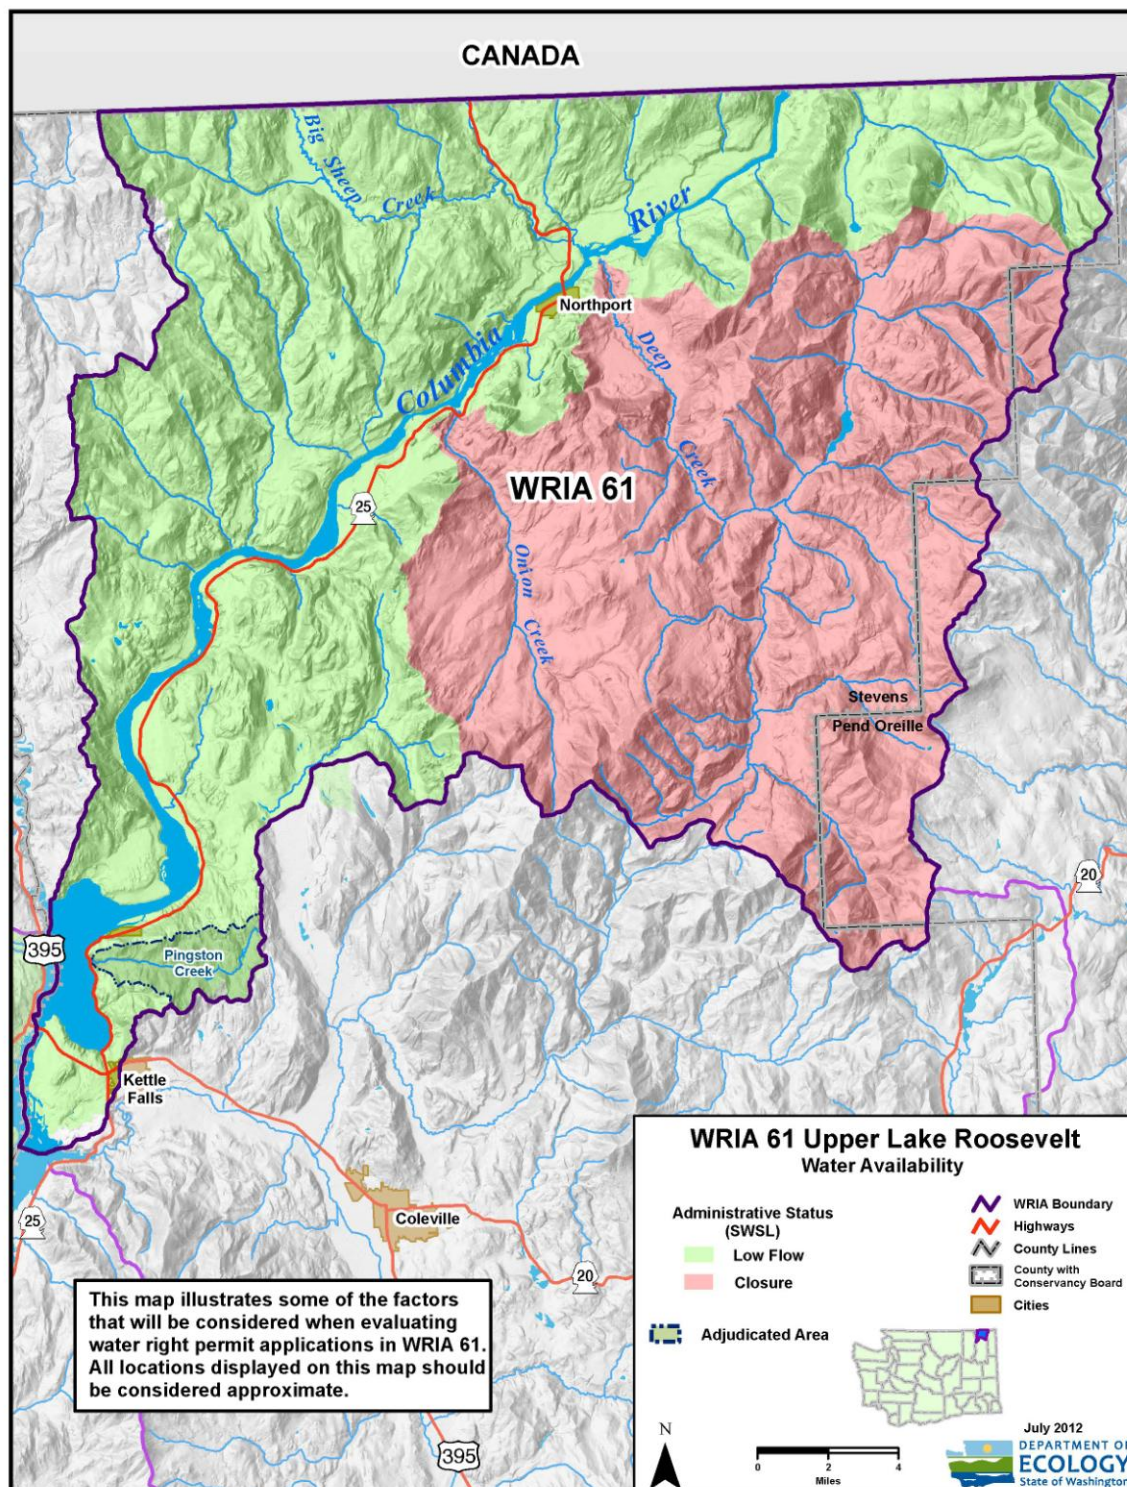 CANADA
Big Sheep Creek
River
Northport
Columbia
Deep Creek
WRIA 61
25
Onion Creek
Stevens
Pend Oreille
20
395
Pingston
Creek
Kettle
Falls
25
Coleville
20
395
This map illustrates some of the factors
that will be considered when evaluating
water right permit applications in WRIA 61.
All locations displayed on this map should
be considered approximate.
WRIA 61 Upper Lake Roosevelt
Water Availability
Administrative Status
(SWSL)
Low Flow
Closure
Adjudicated Area
WRIA Boundary
Highways
County Lines
County with
Conservancy Board
Cities
N
0 2 4
Miles
July 2012
DEPARTMENT OF
ECOLOGY
State of Washington